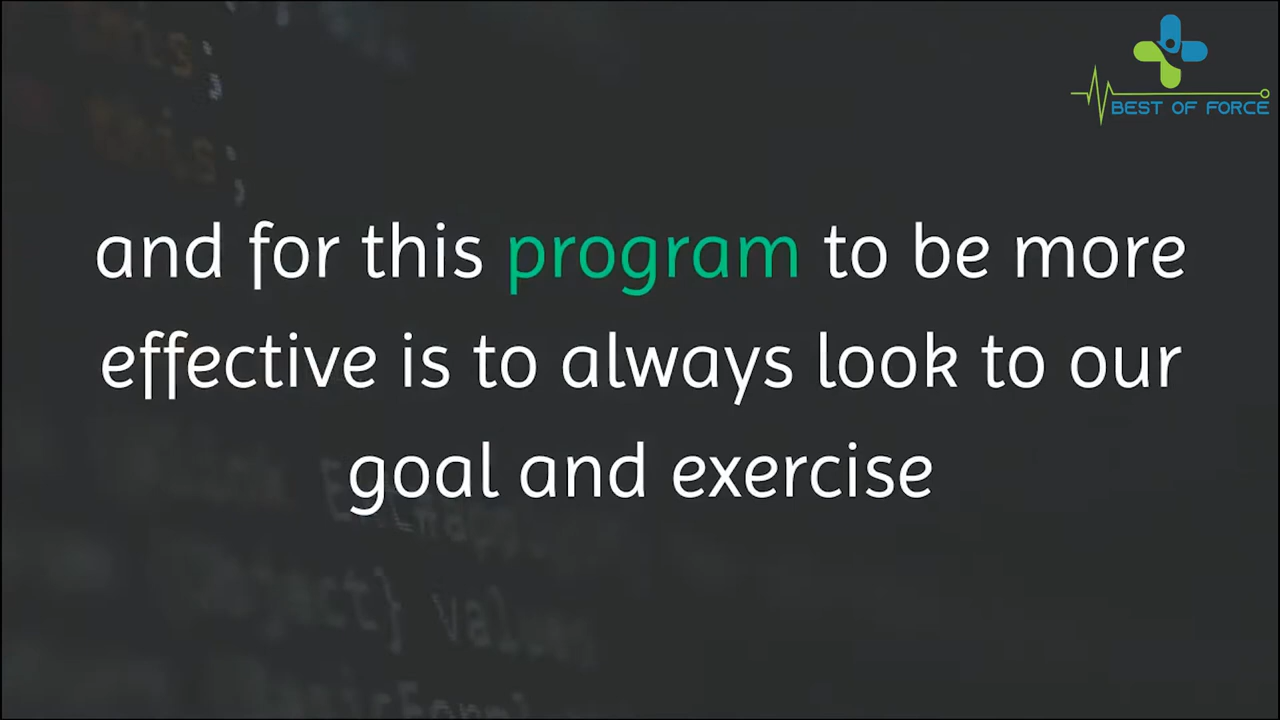 BEST OF FORCE
and for this program to be more
effective is to always look to our
goal and exercise
values